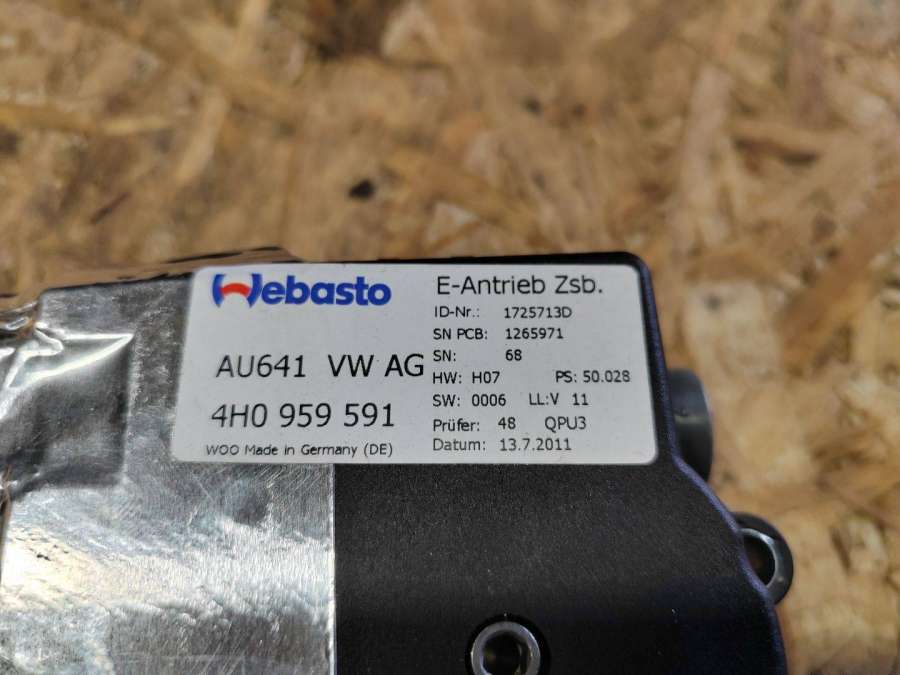 Webasto
AU641 VW AG
4H0 959 591
WOO Made in Germany (DE)
E-Antrieb Zsb.
ID-Nr.: 1725713D
SN PCB: 1265971
SN: 68
HW: H07 PS: 50.028
SW: 0006 LL:V 11
Prüfer: 48 QPU3
Datum: 13.7.2011